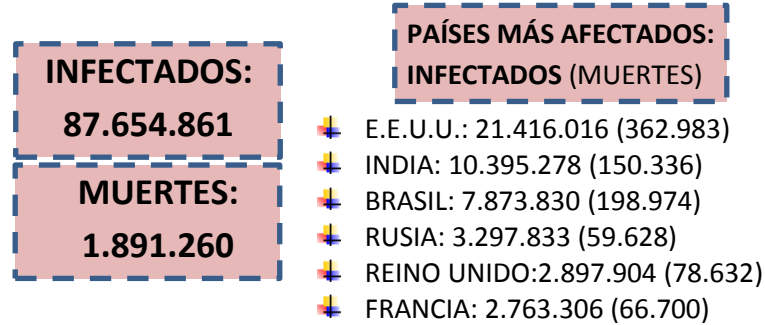 INFECTADOS:
87.654.861
MUERTES:
1.891.260
PAÍSES MÁS AFECTADOS:
INFECTADOS (MUERTES)
E.E.U.U.: 21.416.016 (362.983)
INDIA: 10.395.278 (150.336)
BRASIL: 7.873.830 (198.974)
RUSIA: 3.297.833 (59.628)
REINO UNIDO:2.897.904 (78.632)
FRANCIA: 2.763.306 (66.700)